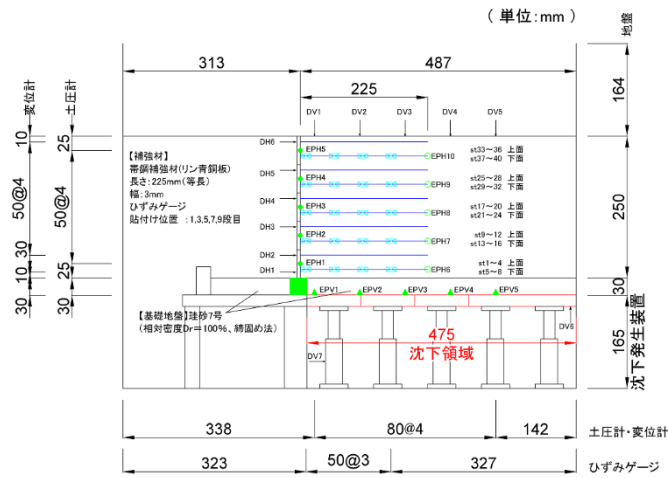 (単位:mm)
地盤
313
487
164
225
変位計
土圧計
DV1
DV2
DV3
DV4
DV5
10
25
DH6
【補強材】
帯鋼補強材(リン青銅板)
長さ:225mm(等長)
幅:3mm
ひずみゲージ
貼付け位置 :1,3,5,7,9段目
EPH5
EPH10
st33~36 上面
st37~40 下面
DH5
EPH4
EPH9
st25~28 上面
st29~32 下面
50@4
50@4
DH4
EPH3
EPH8
st17~20 上面
st21~24 下面
250
DH3
EPH2
EPH7
st9~12 上面
st13~16 下面
30
DH2
EPH1
EPH6
st1~4 上面
st5~8 下面
10
25
DH1
30
30
EPV1
EPV2
EPV3
EPV4
EPV5
30
【基礎地盤】珪砂7号
(相対密度Dr=100%、締固め法)
DV6
475
沈下領域
DV7
165
沈下発生装置
338
80@4
142
土圧計・変位計
323
50@3
327
ひずみゲージ